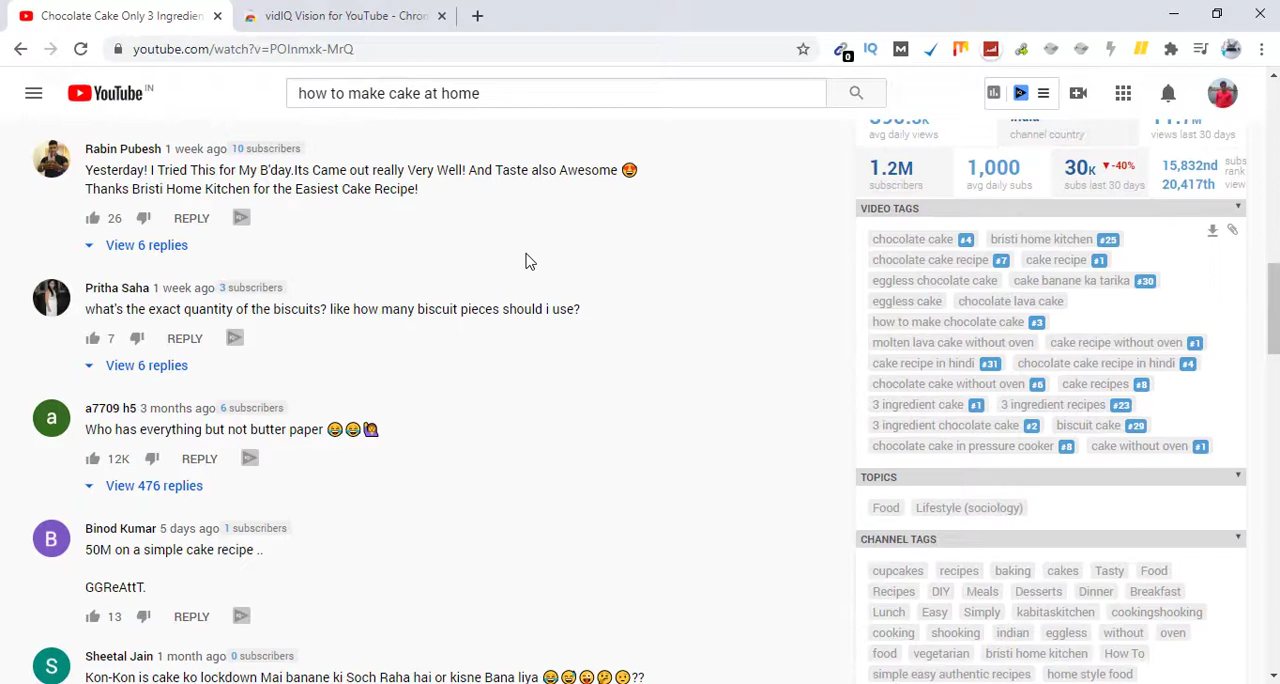 Chocolate Cake Only 3 Ingredien
vidIQ Vision for YouTube - Chron
youtube.com/watch?v=POInmxk-MrQ
0
IQ
M
YouTube IN
how to make cake at home
Rabin Pubesh 1 week ago 10 subscribers
Yesterday! I Tried This for My B'day.Its Came out really Very Well! And Taste also Awesome 😍
Thanks Bristi Home Kitchen for the Easiest Cake Recipe!
26 REPLY
View 6 replies
Pritha Saha 1 week ago 3 subscribers
what's the exact quantity of the biscuits? like how many biscuit pieces should i use?
7 REPLY
View 6 replies
a
a7709 h5 3 months ago 6 subscribers
Who has everything but not butter paper 😂😂🙋‍♀️
12K REPLY
View 476 replies
B
Binod Kumar 5 days ago 1 subscribers
50M on a simple cake recipe ..
GGReAttT.
13 REPLY
S
Sheetal Jain 1 month ago 0 subscribers
Kon-Kon is cake ko lockdown Mai banane ki Soch Raha hai or kisne Bana liya 😂😅😜🤔🙁??
avg daily views
channel country
views last 30 days
1.2M
subscribers
1,000
avg daily subs
30K ▼-40%
subs last 30 days
15,832nd subs rank
20,417th view
VIDEO TAGS
chocolate cake #4 bristi home kitchen #25
chocolate cake recipe #7 cake recipe #1
eggless chocolate cake cake banane ka tarika #30
eggless cake chocolate lava cake
how to make chocolate cake #3
molten lava cake without oven cake recipe without oven #1
cake recipe in hindi #31 chocolate cake recipe in hindi #4
chocolate cake without oven #6 cake recipes #8
3 ingredient cake #1 3 ingredient recipes #23
3 ingredient chocolate cake #2 biscuit cake #29
chocolate cake in pressure cooker #8 cake without oven #1
TOPICS
Food Lifestyle (sociology)
CHANNEL TAGS
cupcakes recipes baking cakes Tasty Food
Recipes DIY Meals Desserts Dinner Breakfast
Lunch Easy Simply kabitaskitchen cookingshooking
cooking shooking indian eggless without oven
food vegetarian bristi home kitchen How To
simple easy authentic recipes home style food